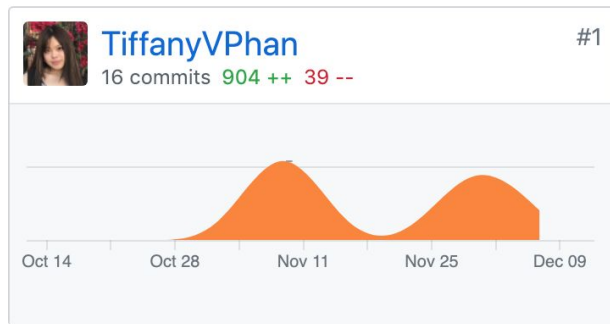 TiffanyVPhan #1
16 commits 904 ++ 39 --
Oct 14 Oct 28 Nov 11 Nov 25 Dec 09